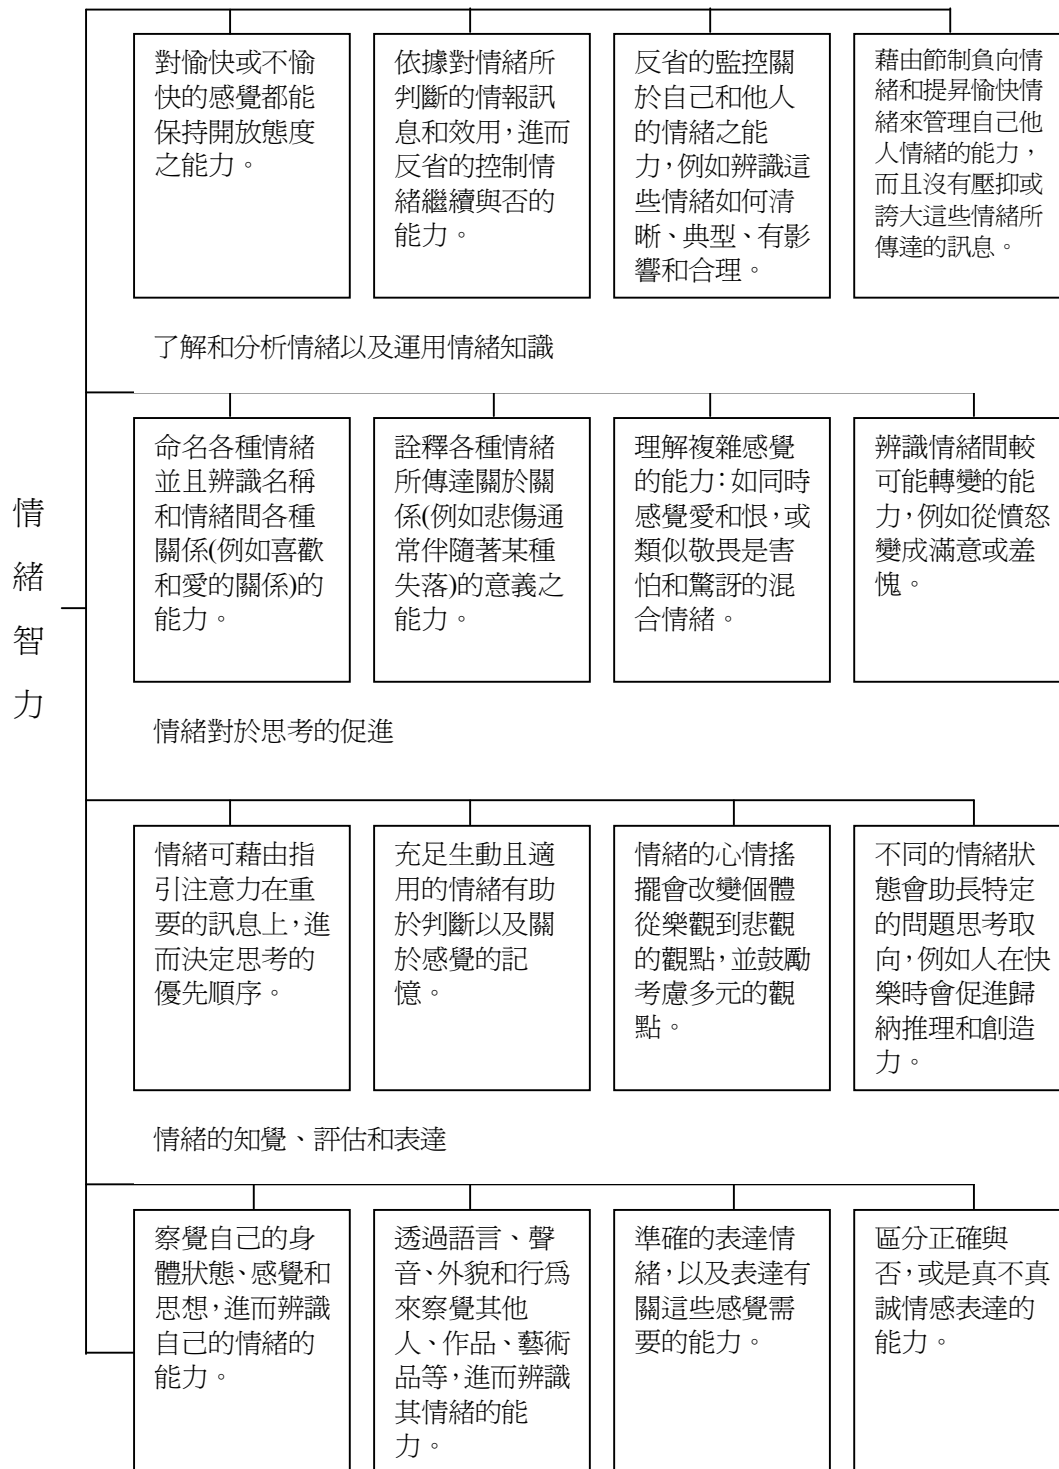 情
緒
智
力
對愉快或不愉
快的感覺都能
保持開放態度
之能力。
依據對情緒所
判斷的情報訊
息和效用,進而
反省的控制情
緒繼續與否的
能力。
反省的監控關
於自己和他人
的情緒之能
力,例如辨識這
些情緒如何清
晰、典型、有影
響和合理。
藉由節制負向情
緒和提昇愉快情
緒來管理自己他
人情緒的能力,
而且沒有壓抑或
誇大這些情緒所
傳達的訊息。
了解和分析情緒以及運用情緒知識
命名各種情緒
並且辨識名稱
和情緒間各種
關係(例如喜歡
和愛的關係)的
能力。
詮釋各種情緒
所傳達關於關
係(例如悲傷通
常伴隨著某種
失落)的意義之
能力。
理解複雜感覺
的能力:如同時
感覺愛和恨,或
類似敬畏是害
怕和驚訝的混
合情緒。
辨識情緒間較
可能轉變的能
力,例如從憤怒
變成滿意或羞
愧。
情緒對於思考的促進
情緒可藉由指
引注意力在重
要的訊息上,進
而決定思考的
優先順序。
充足生動且適
用的情緒有助
於判斷以及關
於感覺的記
憶。
情緒的心情搖
擺會改變個體
從樂觀到悲觀
的觀點,並鼓勵
考慮多元的觀
點。
不同的情緒狀
態會助長特定
的問題思考取
向,例如人在快
樂時會促進歸
納推理和創造
力。
情緒的知覺、評估和表達
察覺自己的身
體狀態、感覺和
思想,進而辨識
自己的情緒的
能力。
透過語言、聲
音、外貌和行為
來察覺其他
人、作品、藝術
品等,進而辨識
其情緒的能
力。
準確的表達情
緒,以及表達有
關這些感覺需
要的能力。
區分正確與
否,或是真不真
誠情感表達的
能力。